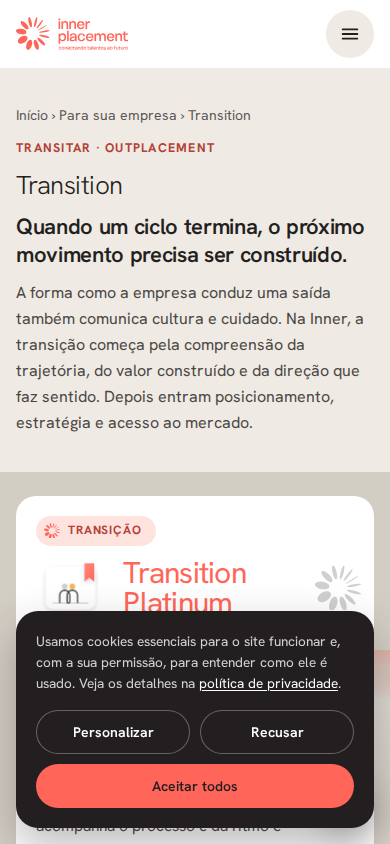 inner
placement
conectando talentos ao futuro
Início › Para sua empresa › Transition
TRANSITAR · OUTPLACEMENT
Transition
Quando um ciclo termina, o próximo
movimento precisa ser construído.
A forma como a empresa conduz uma saída
também comunica cultura e cuidado. Na Inner, a
transição começa pela compreensão da
trajetória, do valor construído e da direção que
faz sentido. Depois entram posicionamento,
estratégia e acesso ao mercado.
TRANSIÇÃO
Transition
Platinum
Usamos cookies essenciais para o site funcionar e,
com a sua permissão, para entender como ele é
usado. Veja os detalhes na política de privacidade.
Personalizar
Recusar
Aceitar todos
acompanha o processo e dá ritmo e